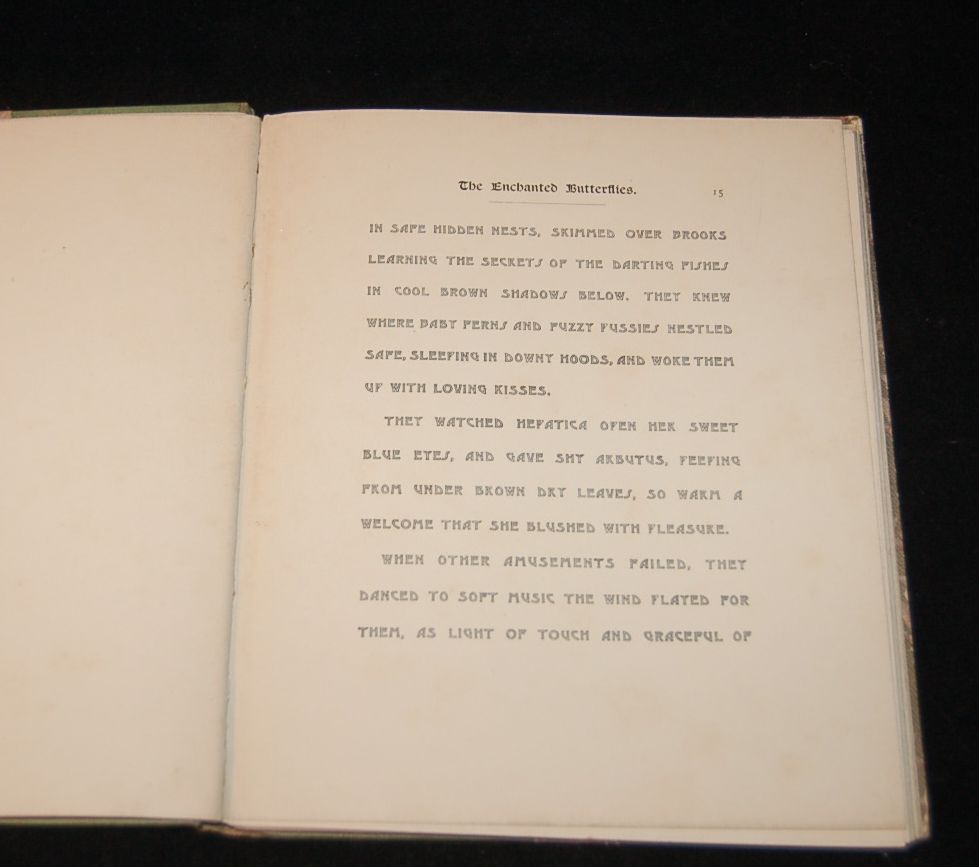 The Enchanted Butterflies. 15
IN SAFE HIDDEN NESTS, SKIMMED OVER BROOKS
LEARNING THE SECRETS OF THE DARTING FISHES
IN COOL BROWN SHADOWS BELOW. THEY KNEW
WHERE BABY FERNS AND FUZZY PUSSIES NESTLED
SAFE, SLEEPING IN DOWNY HOODS, AND WOKE THEM
UP WITH LOVING KISSES.
THEY WATCHED HEPATICA OPEN HER SWEET
BLUE EYES, AND GAVE SHY ARBUTUS, PEEPING
FROM UNDER BROWN DRY LEAVES, SO WARM A
WELCOME THAT SHE BLUSHED WITH PLEASURE.
WHEN OTHER AMUSEMENTS FAILED, THEY
DANCED TO SOFT MUSIC THE WIND PLAYED FOR
THEM, AS LIGHT OF TOUCH AND GRACEFUL OF